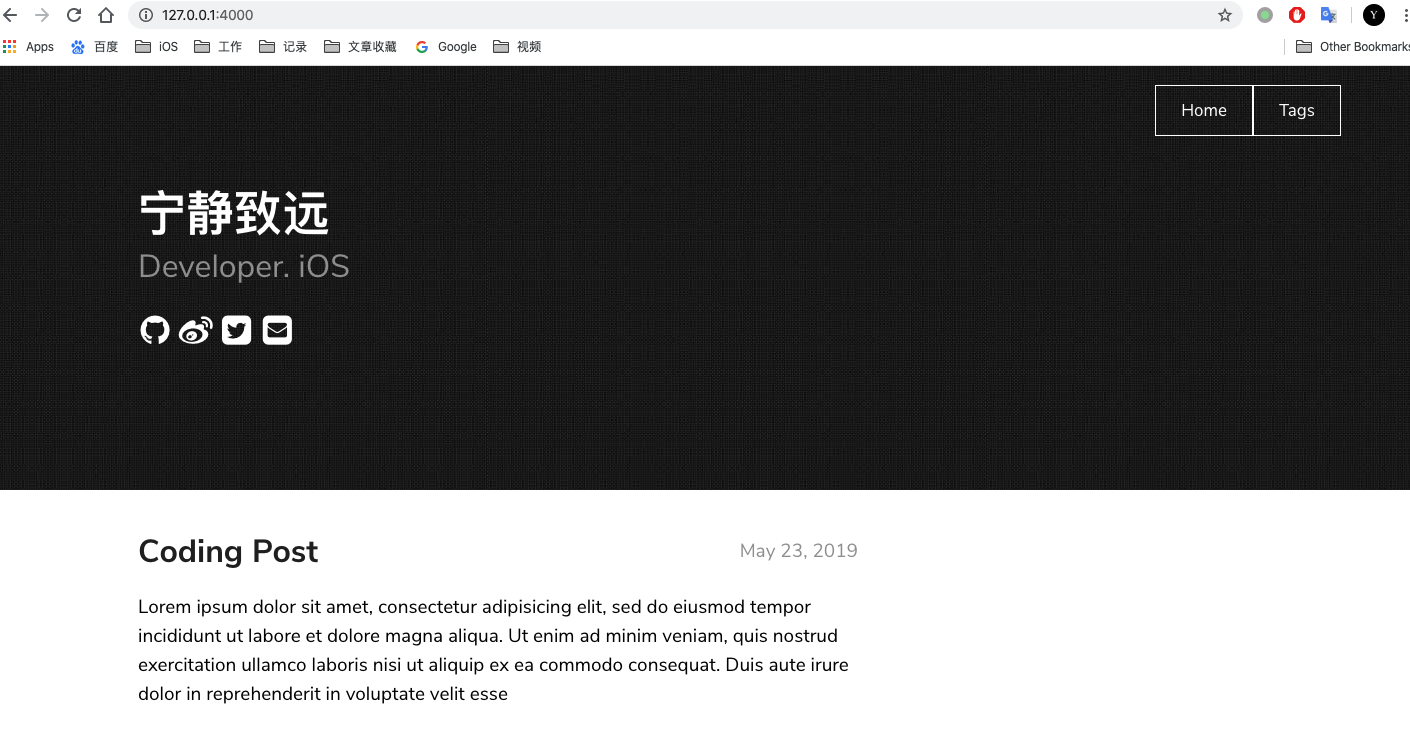 127.0.0.1:4000
Apps 百度 iOS 工作 记录 文章收藏 Google 视频 Other Bookmarks
Home Tags
宁静致远
Developer. iOS
Coding Post May 23, 2019
Lorem ipsum dolor sit amet, consectetur adipisicing elit, sed do eiusmod tempor
incididunt ut labore et dolore magna aliqua. Ut enim ad minim veniam, quis nostrud
exercitation ullamco laboris nisi ut aliquip ex ea commodo consequat. Duis aute irure
dolor in reprehenderit in voluptate velit esse